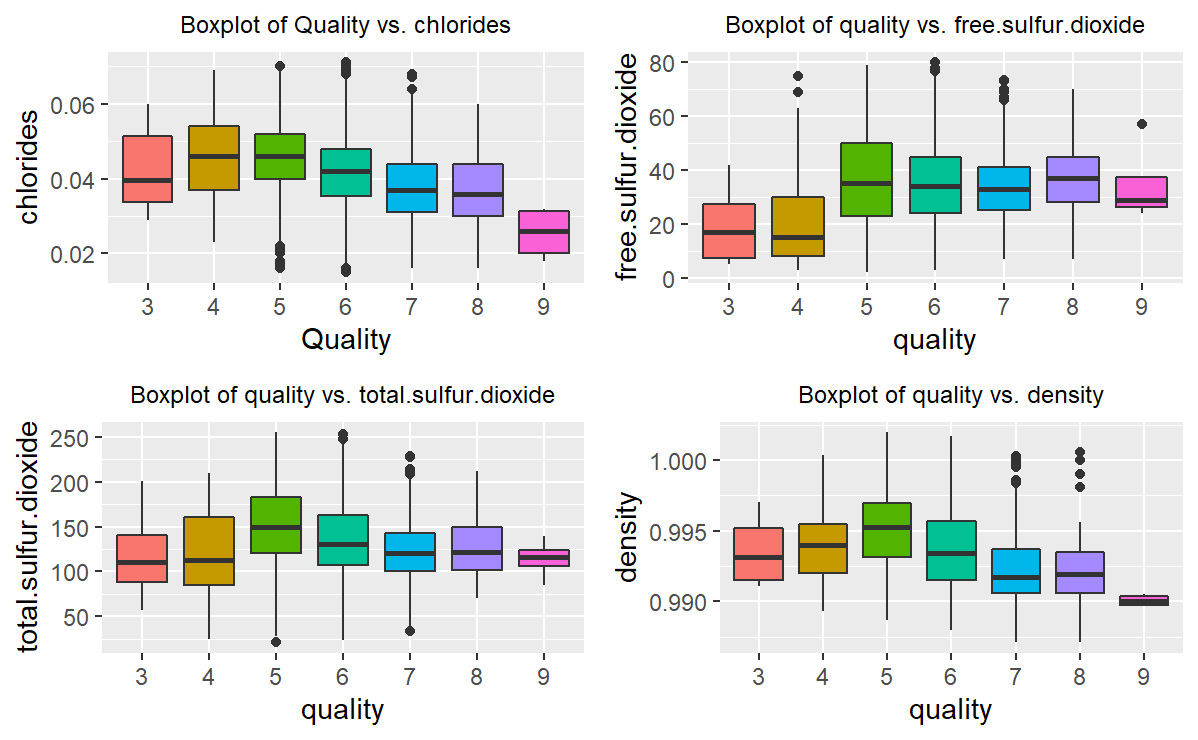 Boxplot of Quality vs. chlorides
chlorides
0.06
0.04
0.02
3 4 5 6 7 8 9
Quality
Boxplot of quality vs. free.sulfur.dioxide
free.sulfur.dioxide
80
60
40
20
0
3 4 5 6 7 8 9
quality
Boxplot of quality vs. total.sulfur.dioxide
total.sulfur.dioxide
250
200
150
100
50
3 4 5 6 7 8 9
quality
Boxplot of quality vs. density
density
1.000
0.995
0.990
3 4 5 6 7 8 9
quality